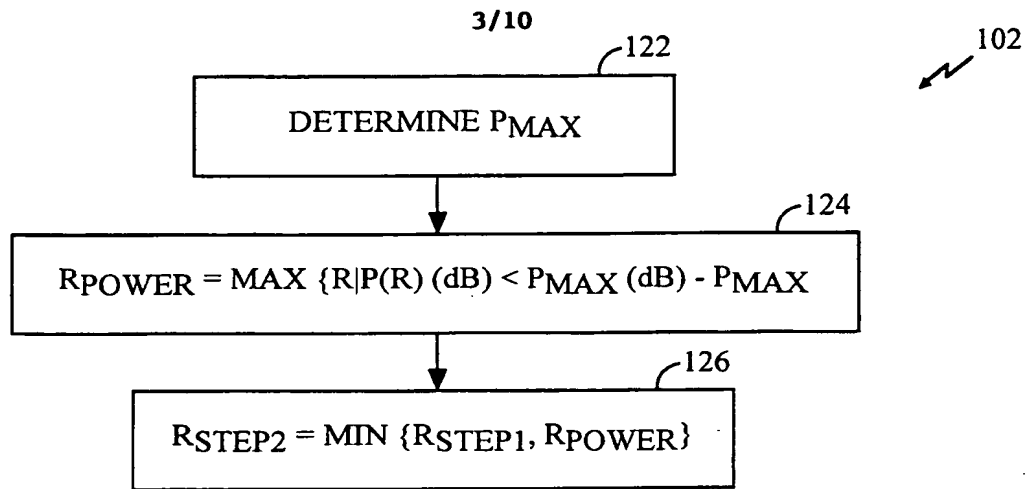 3/10
122
102
DETERMINE PMAX
124
RPOWER = MAX {R|P(R) (dB) < PMAX (dB) - PMAX
126
RSTEP2 = MIN {RSTEP1, RPOWER}